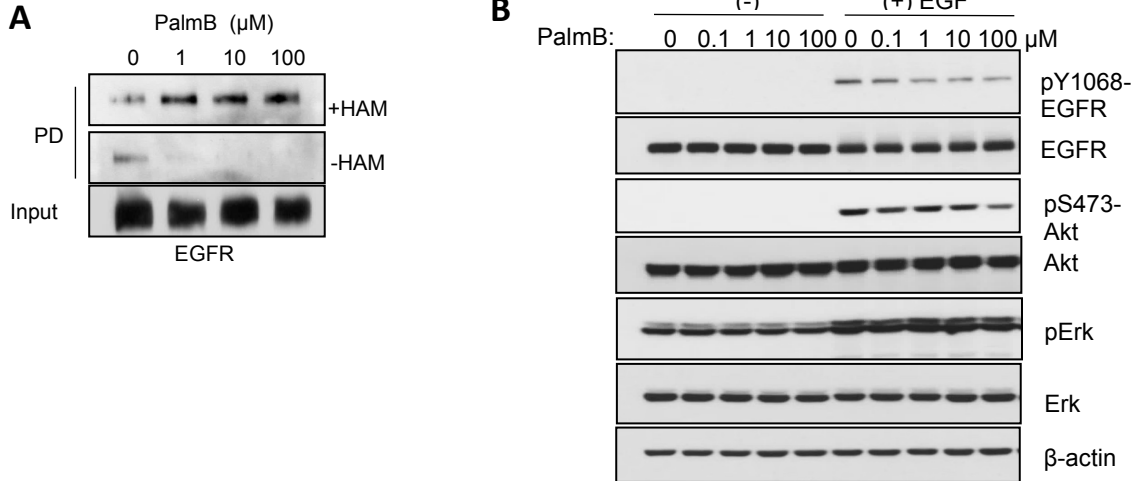 A
PalmB (µM)
0 1 10 100
PD
+HAM
-HAM
Input
EGFR
B
(-) (+) EGF
PalmB: 0 0.1 1 10 100 0 0.1 1 10 100 µM
pY1068-
EGFR
EGFR
pS473-
Akt
Akt
pErk
Erk
β-actin